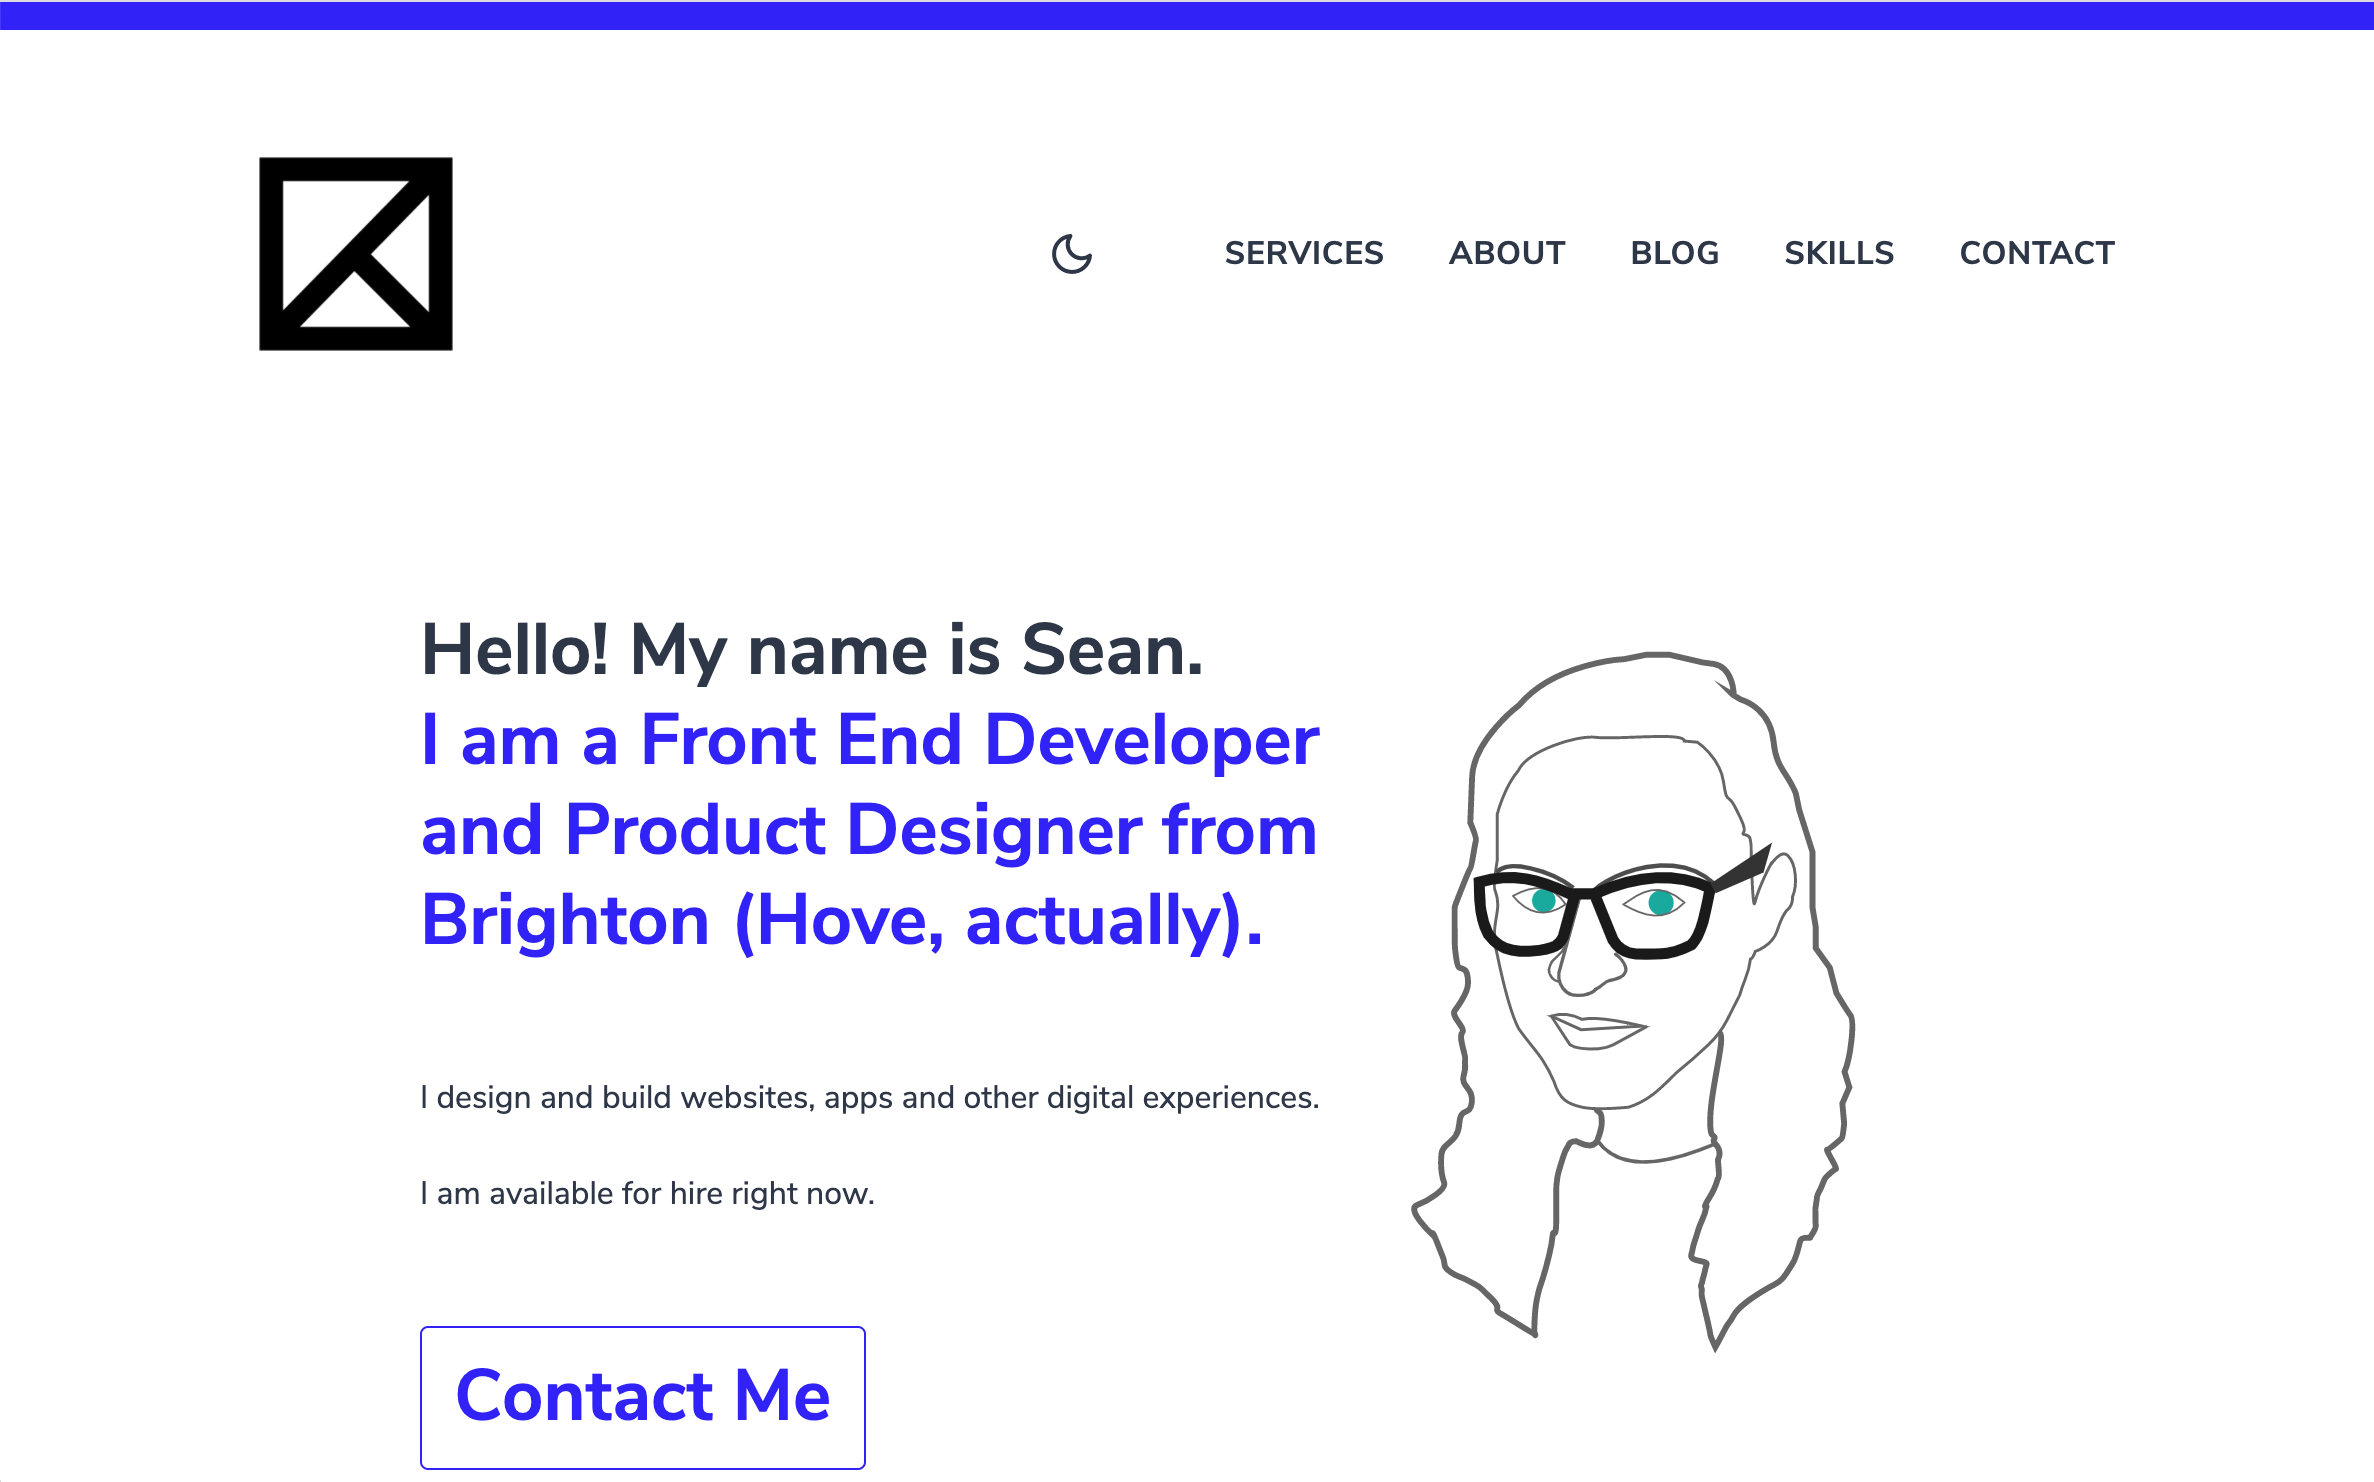 SERVICES ABOUT BLOG SKILLS CONTACT
Hello! My name is Sean.
I am a Front End Developer
and Product Designer from
Brighton (Hove, actually).
I design and build websites, apps and other digital experiences.
I am available for hire right now.
Contact Me